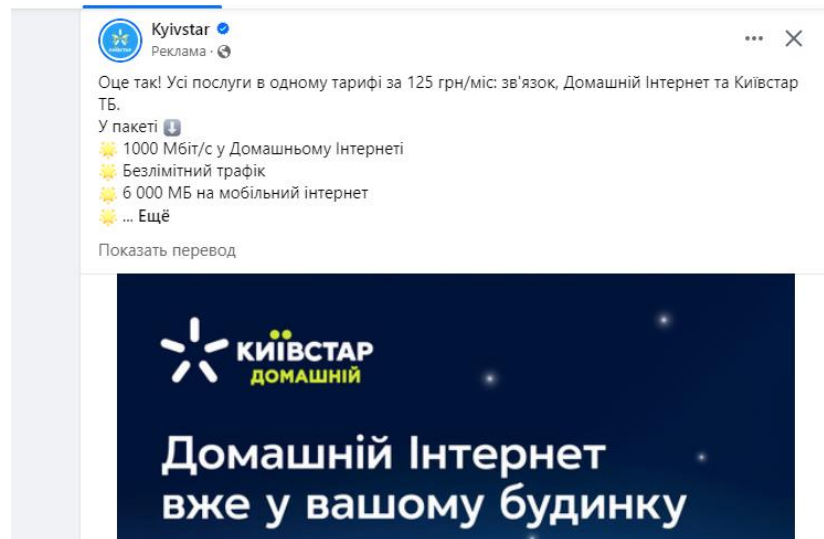 Kyivstar
Реклама ·
Оце так! Усі послуги в одному тарифі за 125 грн/міс: зв'язок, Домашній Інтернет та Київстар
ТБ.
У пакеті ⬇️
🌟 1000 Мбіт/с у Домашньому Інтернеті
🌟 Безлімітний трафік
🌟 6 000 МБ на мобільний інтернет
🌟 ... Ещё
Показать перевод
КИЇВСТАР
ДОМАШНІЙ
Домашній Інтернет
вже у вашому будинку